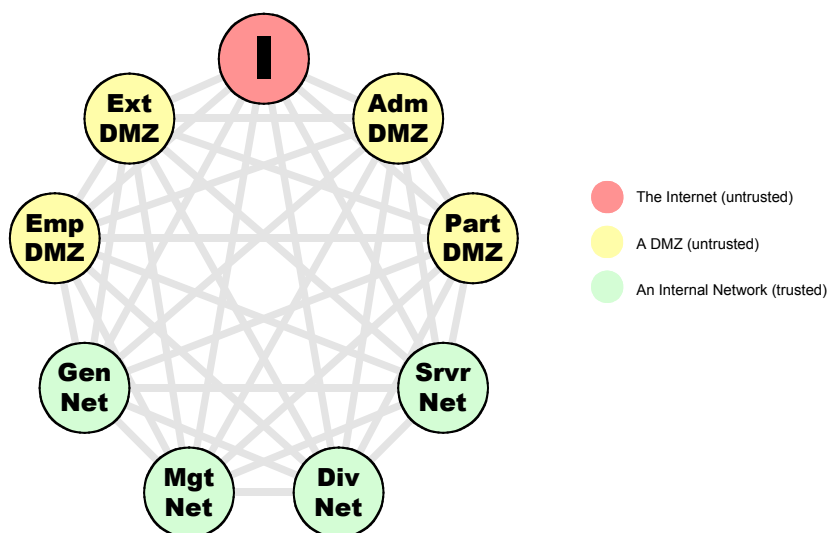 I
Ext
DMZ
Adm
DMZ
Emp
DMZ
Part
DMZ
Gen
Net
Srvr
Net
Mgt
Net
Div
Net
The Internet (untrusted)
A DMZ (untrusted)
An Internal Network (trusted)